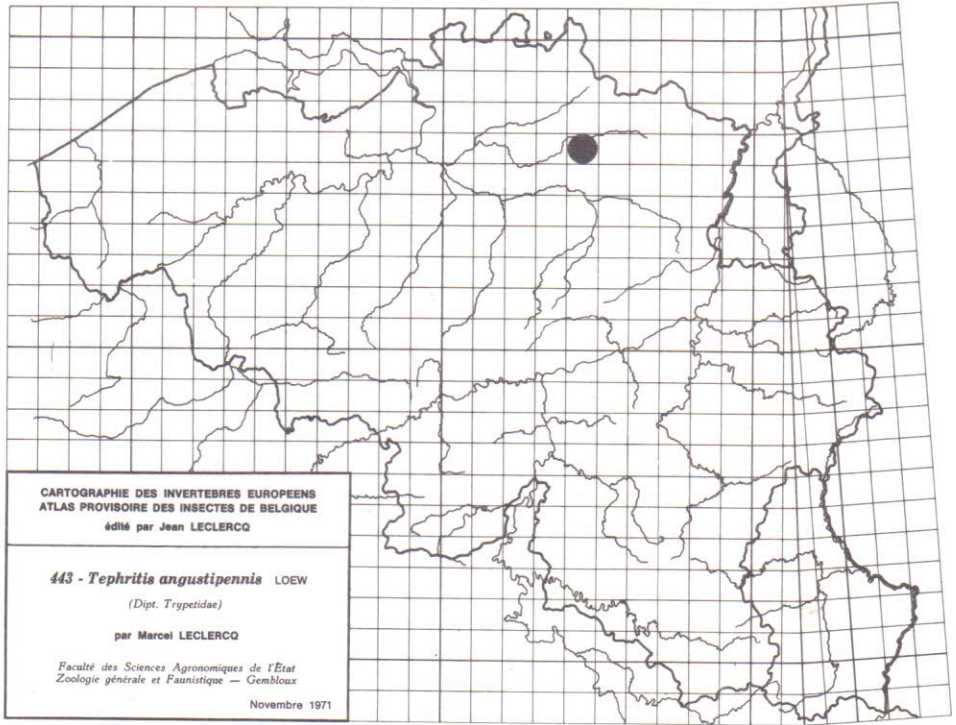 CARTOGRAPHIE DES INVERTEBRES EUROPEENS
ATLAS PROVISOIRE DES INSECTES DE BELGIQUE
édité par Jean LECLERCQ
443 - Tephritis angustipennis LOEW
(Dipt. Trypetidae)
par Marcel LECLERCQ
Faculté des Sciences Agronomiques de l'État
Zoologie générale et Faunistique — Gembloux
Novembre 1971